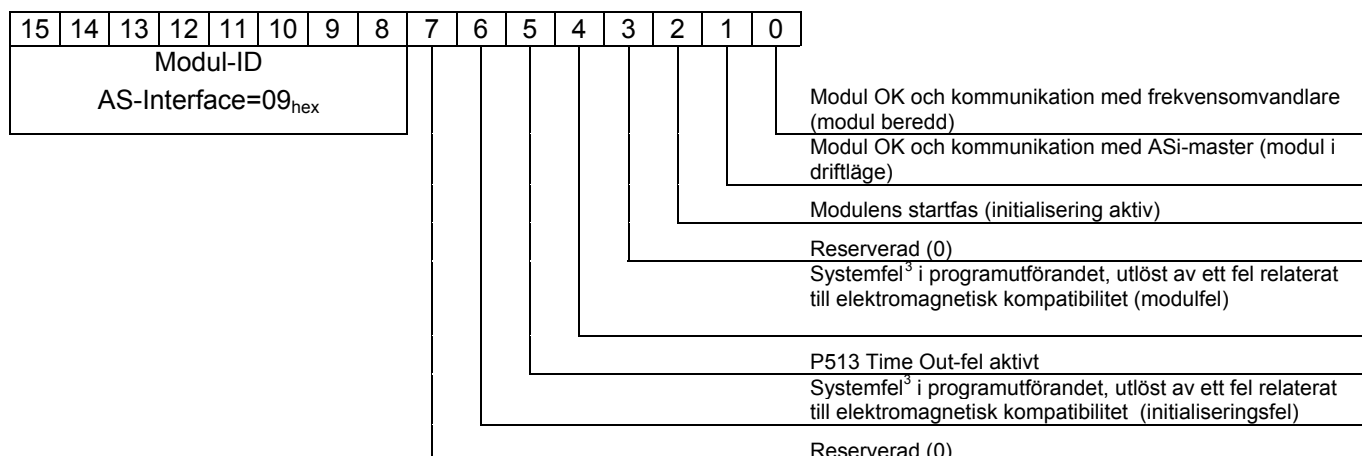 15 14 13 12 11 10 9 8 7 6 5 4 3 2 1 0
Modul-ID
AS-Interface=09hex
Modul OK och kommunikation med frekvensomvandlare
(modul beredd)
Modul OK och kommunikation med ASi-master (modul i
driftläge)
Modulens startfas (initialisering aktiv)
Reserverad (0)
Systemfel³ i programutförandet, utlöst av ett fel relaterat
till elektromagnetisk kompatibilitet (modulfel)
P513 Time Out-fel aktivt
Systemfel³ i programutförandet, utlöst av ett fel relaterat
till elektromagnetisk kompatibilitet (initialiseringsfel)
Reserverad (0)